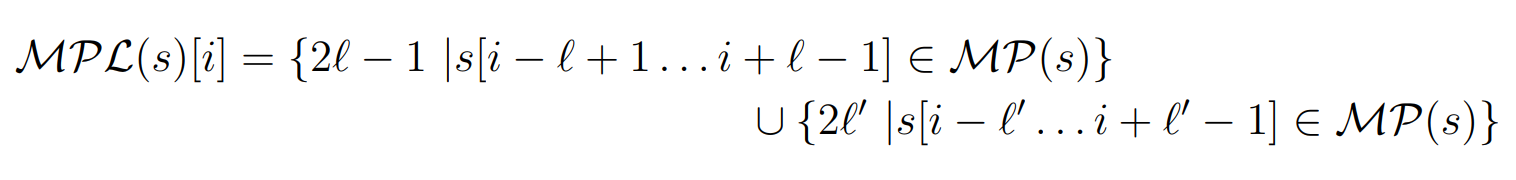 ℳ𝒫ℒ(s)[i] = {2ℓ − 1 |s[i − ℓ + 1 . . . i + ℓ − 1] ∈ ℳ𝒫(s)}
∪ {2ℓ′ |s[i − ℓ′ . . . i + ℓ′ − 1] ∈ ℳ𝒫(s)}